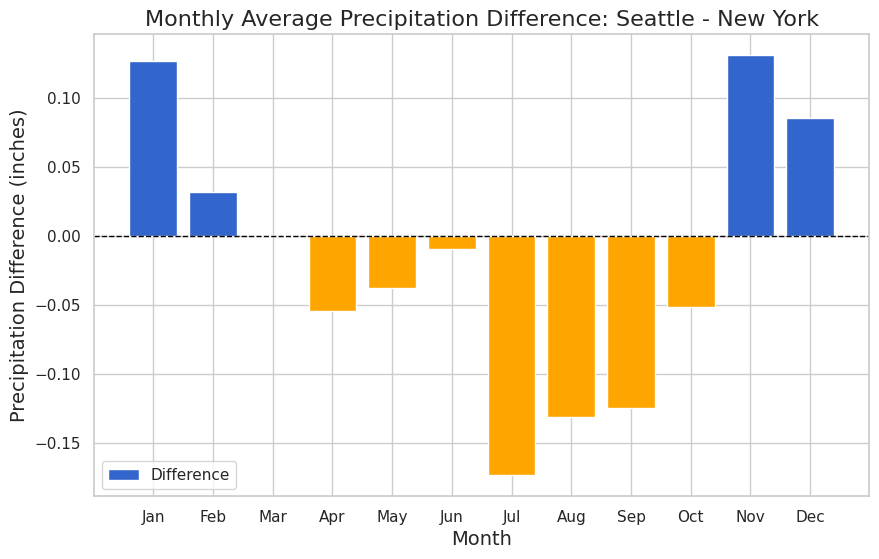 Monthly Average Precipitation Difference: Seattle - New York
Precipitation Difference (inches)
0.10
0.05
0.00
−0.05
−0.10
−0.15
Difference
Jan Feb Mar Apr May Jun Jul Aug Sep Oct Nov Dec
Month